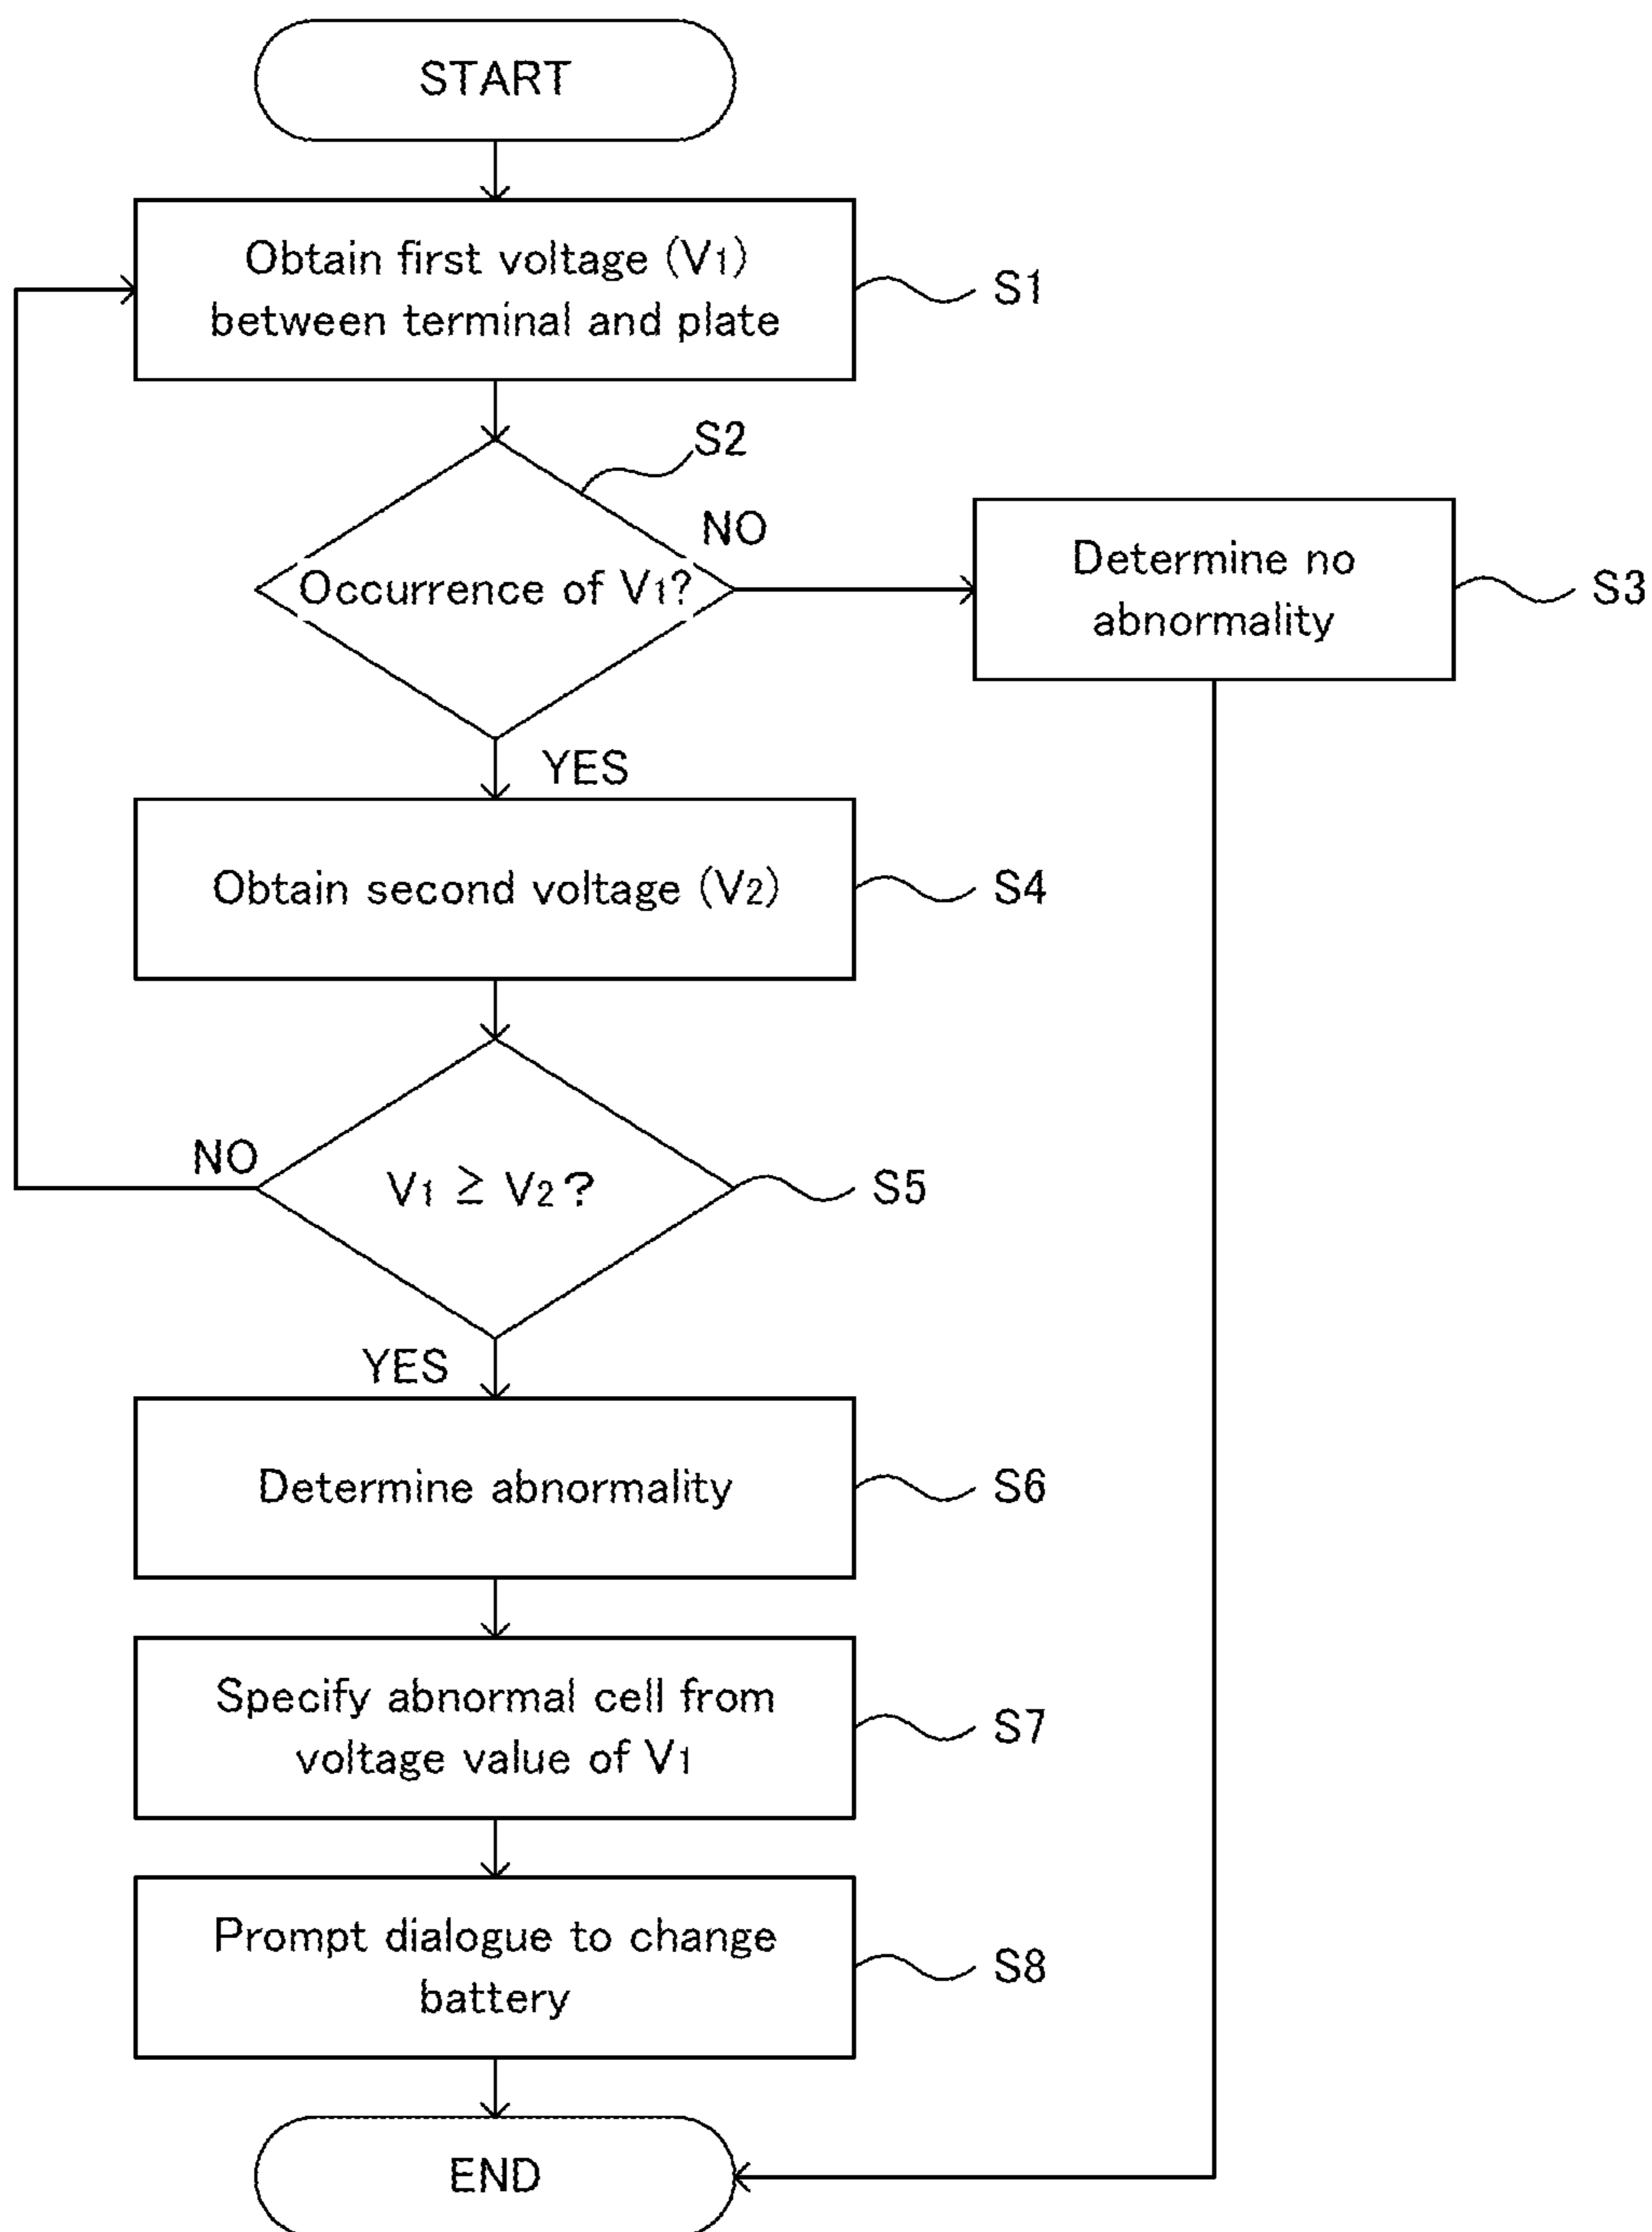 START
Obtain first voltage (V1)
between terminal and plate
S1
S2
NO
Occurrence of V1?
Determine no
abnormality
S3
YES
Obtain second voltage (V2)
S4
NO
V1 ≧ V2?
S5
YES
Determine abnormality
S6
Specify abnormal cell from
voltage value of V1
S7
Prompt dialogue to change
battery
S8
END